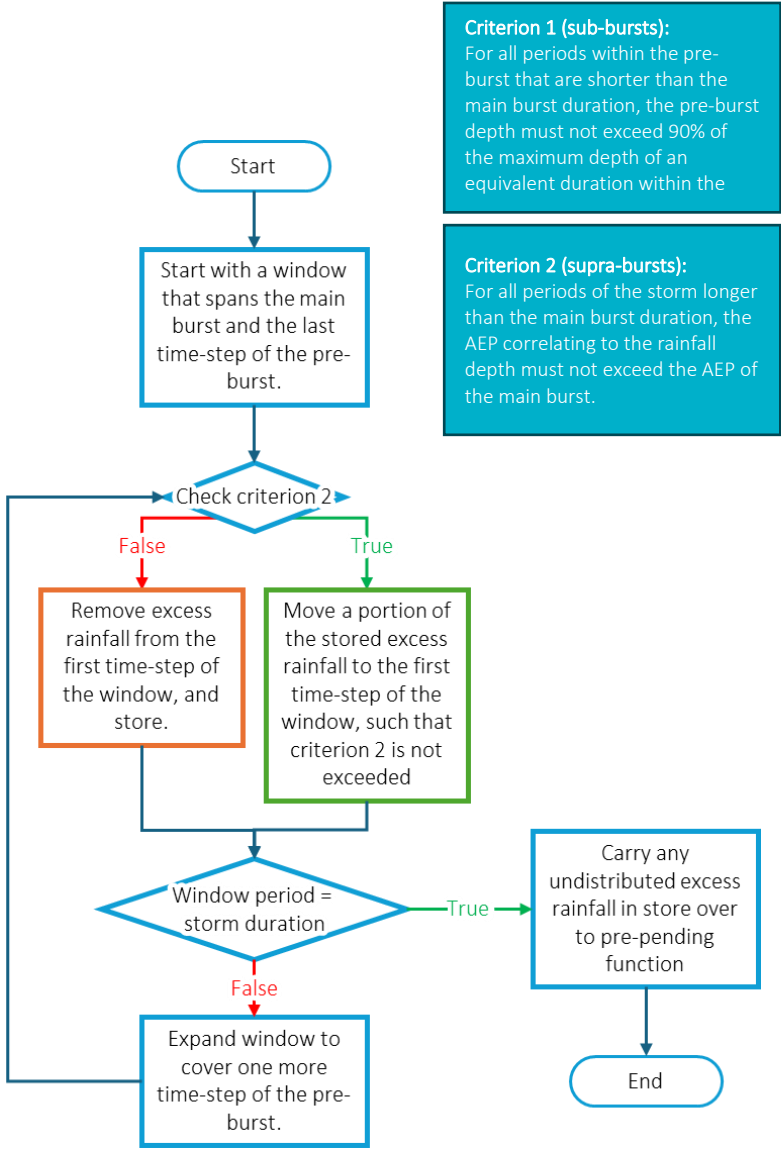 Criterion 1 (sub-bursts):
For all periods within the pre-
burst that are shorter than the
main burst duration, the pre-burst
depth must not exceed 90% of
the maximum depth of an
equivalent duration within the
Criterion 2 (supra-bursts):
For all periods of the storm longer
than the main burst duration, the
AEP correlating to the rainfall
depth must not exceed the AEP of
the main burst.
Start
Start with a window
that spans the main
burst and the last
time-step of the pre-
burst.
Check criterion 2
False
True
Remove excess
rainfall from the
first time-step of
the window, and
store.
Move a portion of
the stored excess
rainfall to the first
time-step of the
window, such that
criterion 2 is not
exceeded
Window period =
storm duration
True
False
Carry any
undistributed excess
rainfall in store over
to pre-pending
function
Expand window to
cover one more
time-step of the pre-
burst.
End